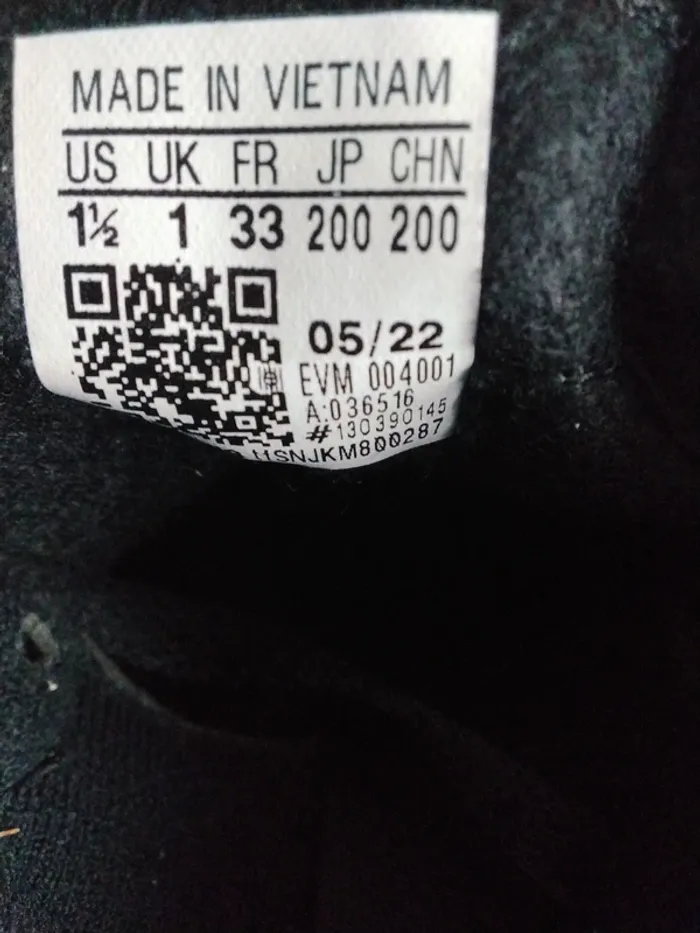 MADE IN VIETNAM
US UK FR JP CHN
1½ 1 33 200 200
05/22
EVM 004001
A:036516
#130390145